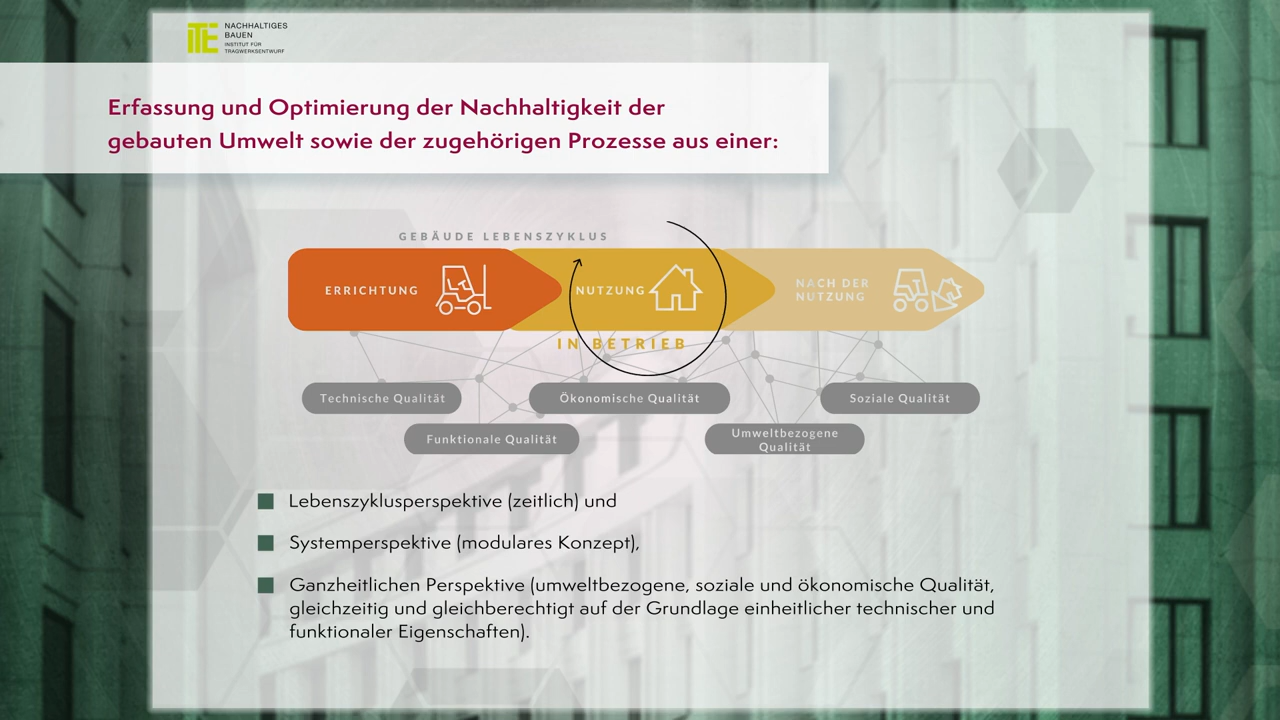 NACHHALTIGES
BAUEN
INSTITUT FÜR
TRAGWERKSENTWURF
Erfassung und Optimierung der Nachhaltigkeit der
gebauten Umwelt sowie der zugehörigen Prozesse aus einer:
GEBÄUDE LEBENSZYKLUS
ERRICHTUNG
NUTZUNG
NACH DER
NUTZUNG
IN BETRIEB
Technische Qualität
Ökonomische Qualität
Soziale Qualität
Funktionale Qualität
Umweltbezogene
Qualität
Lebenszyklusperspektive (zeitlich) und
Systemperspektive (modulares Konzept),
Ganzheitlichen Perspektive (umweltbezogene, soziale und ökonomische Qualität,
gleichzeitig und gleichberechtigt auf der Grundlage einheitlicher technischer und
funktionaler Eigenschaften).